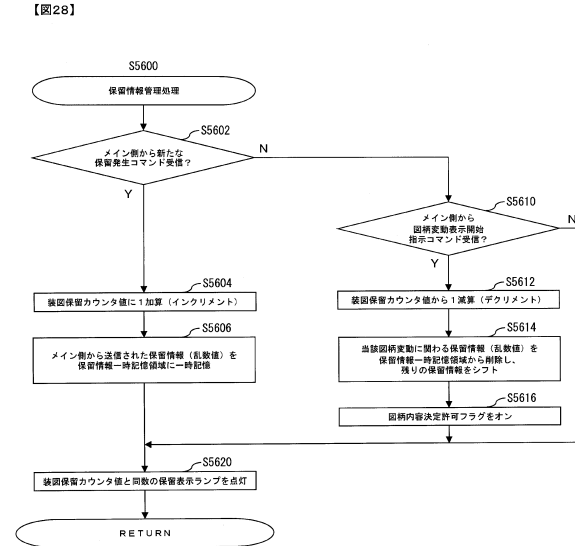 【図28】
S5600
保留情報管理処理
S5602
メイン側から新たな
保留発生コマンド受信？
N
Y
S5610
メイン側から
図柄変動表示開始
指示コマンド受信？
N
Y
S5604
装図保留カウンタ値に１加算（インクリメント）
S5612
装図保留カウンタ値から１減算（デクリメント）
S5606
メイン側から送信された保留情報（乱数値）を
保留情報一時記憶領域に一時記憶
S5614
当該図柄変動に関わる保留情報（乱数値）を
保留情報一時記憶領域から削除し、
残りの保留情報をシフト
S5616
図柄内容決定許可フラグをオン
S5620
装図保留カウンタ値と同数の保留表示ランプを点灯
RETURN